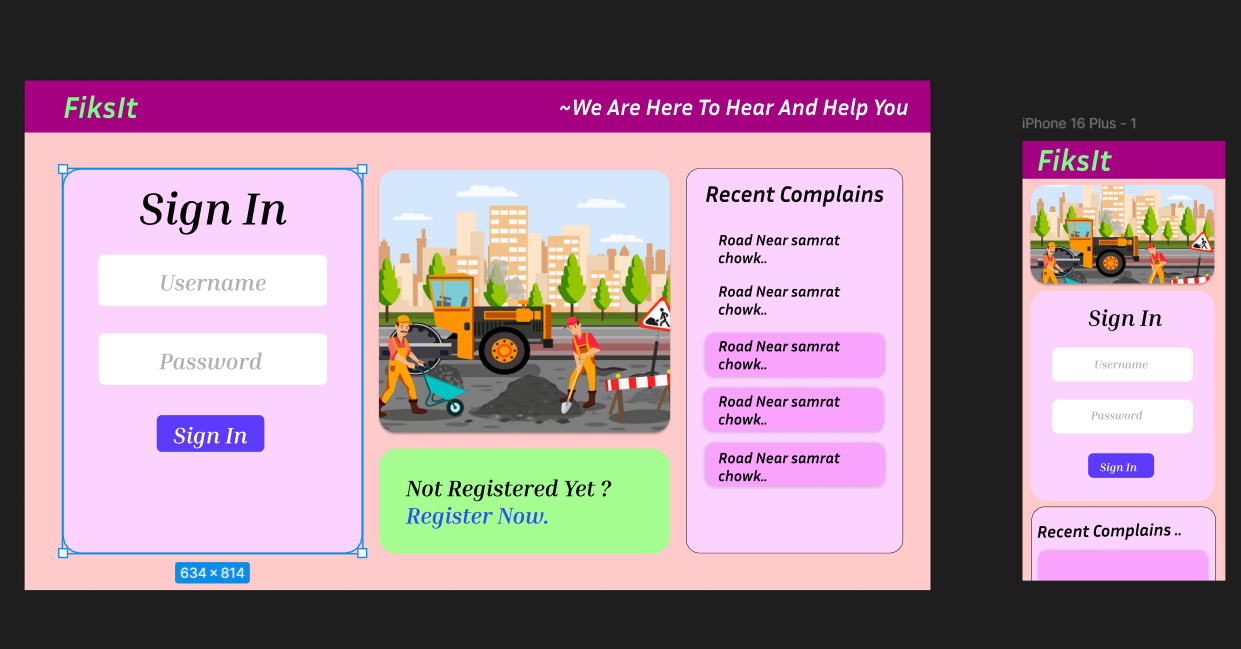 FiksIt
~We Are Here To Hear And Help You
Sign In
Username
Password
Sign In
634 × 814
Not Registered Yet ?
Register Now.
Recent Complains
Road Near samrat
chowk..
Road Near samrat
chowk..
Road Near samrat
chowk..
Road Near samrat
chowk..
Road Near samrat
chowk..
iPhone 16 Plus - 1
FiksIt
Sign In
Username
Password
Sign In
Recent Complains ..